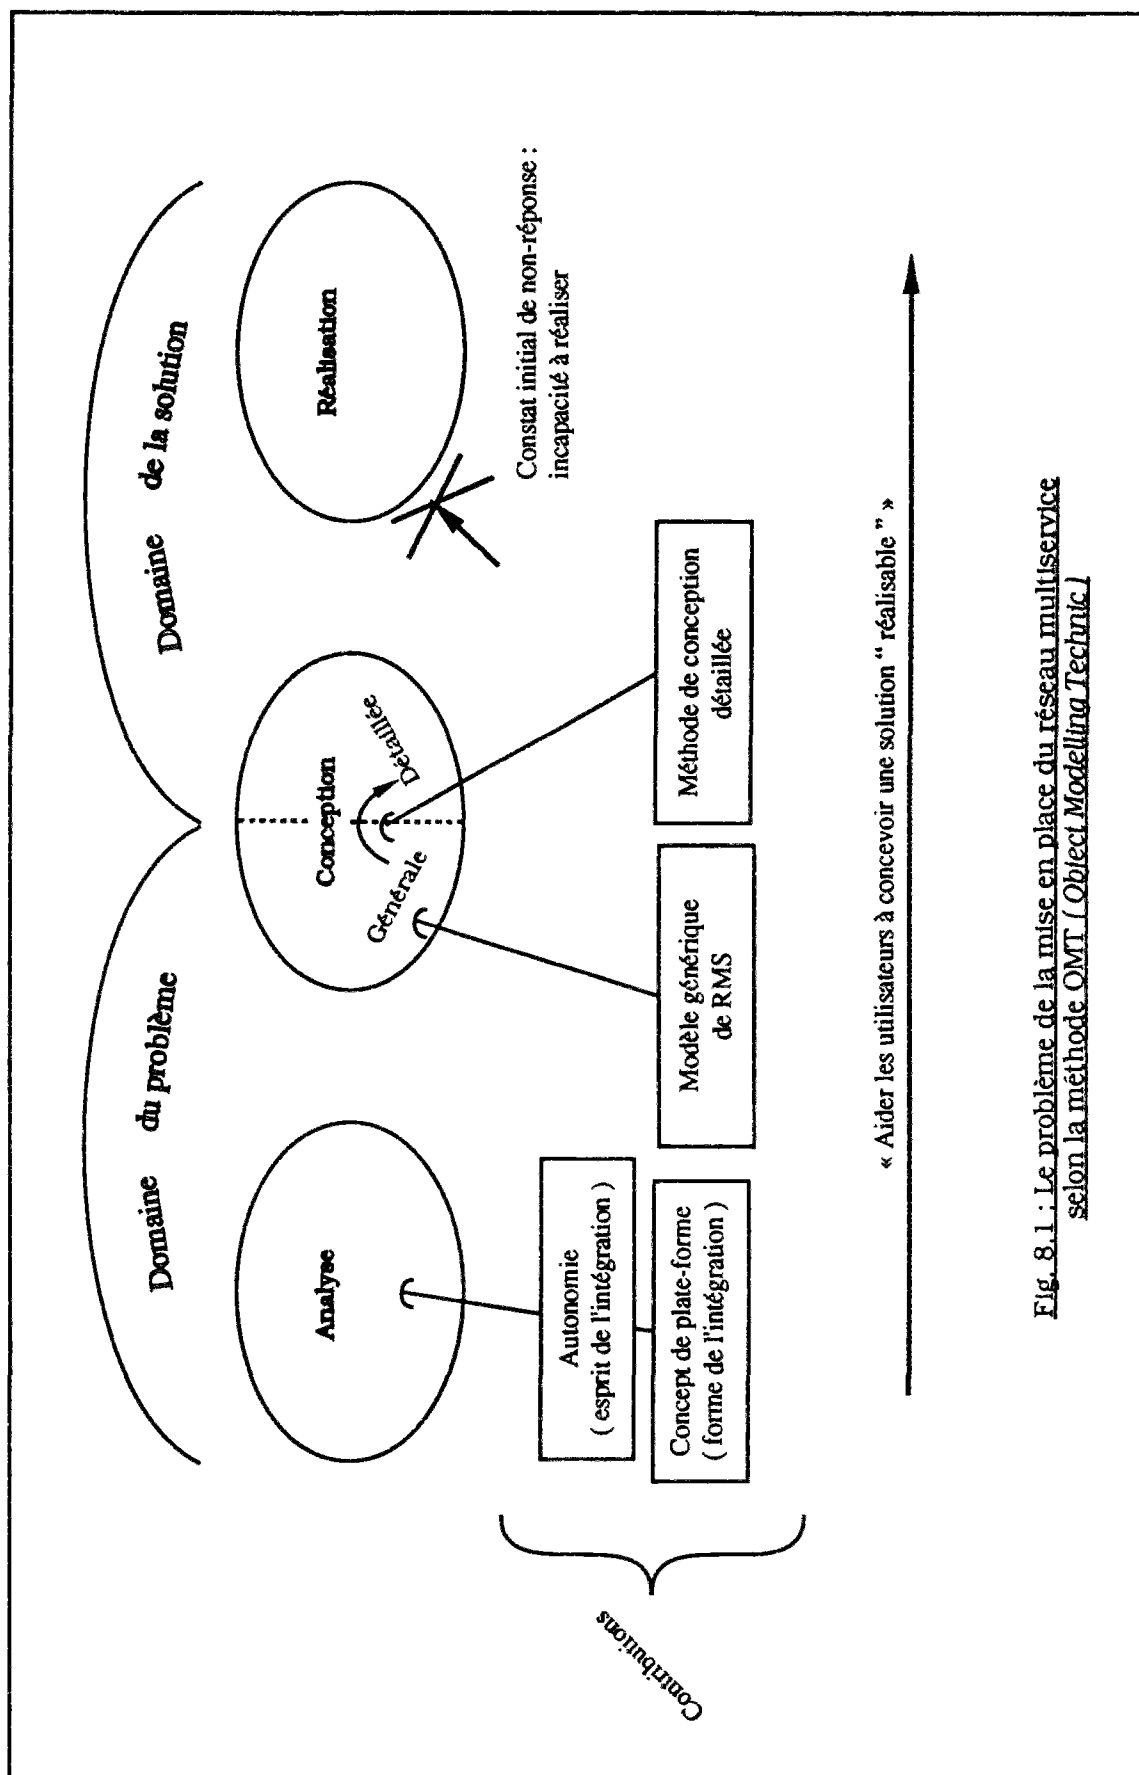 Domaine du problème
Domaine de la solution
Analyse
Conception
Réalisation
Générale
Détaillée
Constat initial de non-réponse :
incapacité à réaliser
Contributions
Autonomie
( esprit de l'intégration )
Concept de plate-forme
( forme de l'intégration )
Modèle générique
de RMS
Méthode de conception
détaillée
« Aider les utilisateurs à concevoir une solution “ réalisable ” »
Fig. 8.1 : Le problème de la mise en place du réseau multiservice
selon la méthode OMT ( Object Modelling Technic )